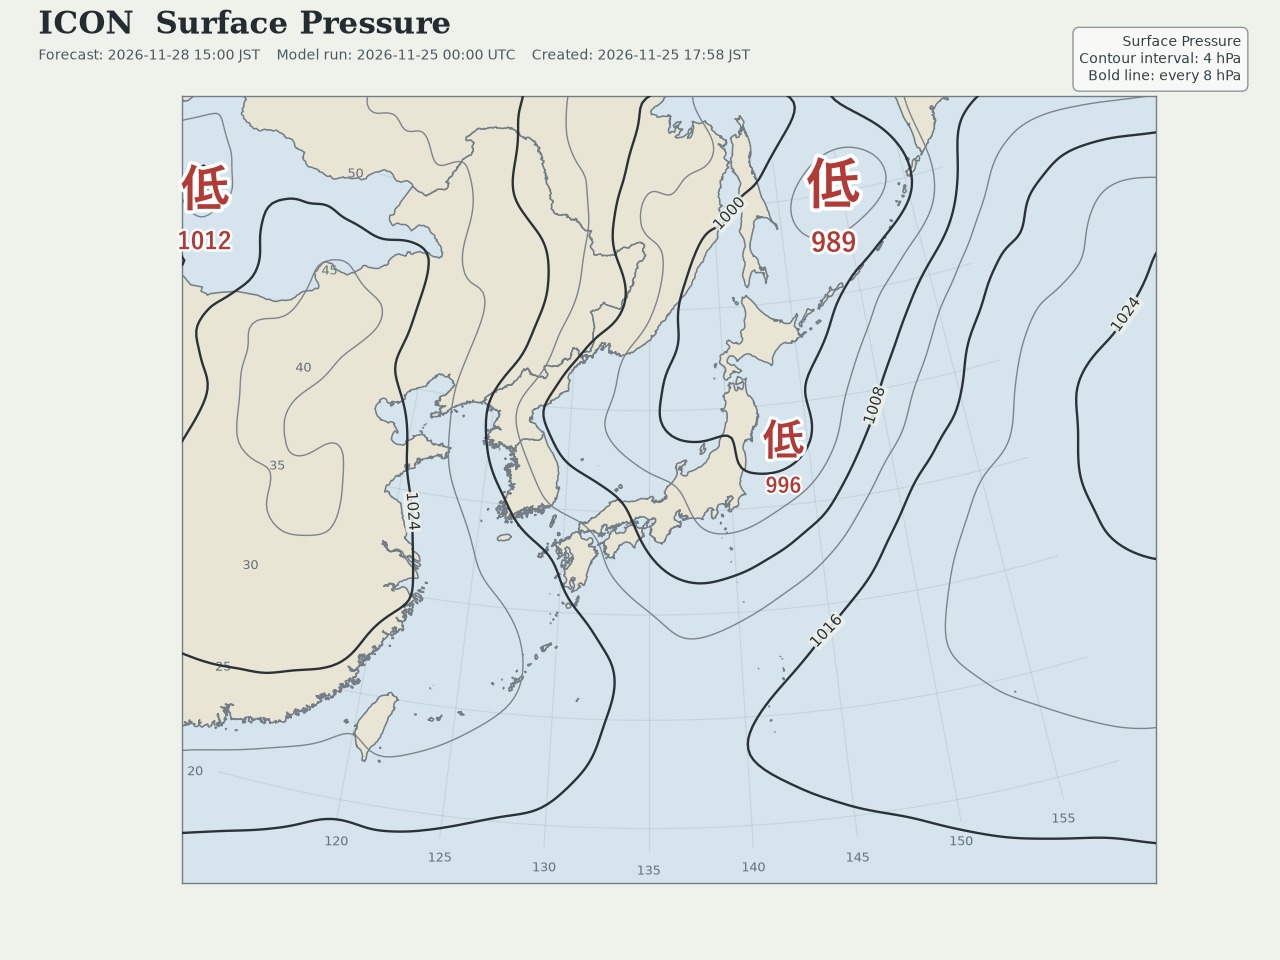 ICON  Surface Pressure
Forecast: 2026-11-28 15:00 JST    Model run: 2026-11-25 00:00 UTC    Created: 2026-11-25 17:58 JST
Surface Pressure
Contour interval: 4 hPa
Bold line: every 8 hPa
低
1012
低
989
低
996
1000
1008
1016
1024
1024
50
45
40
35
30
25
20
120
125
130
135
140
145
150
155